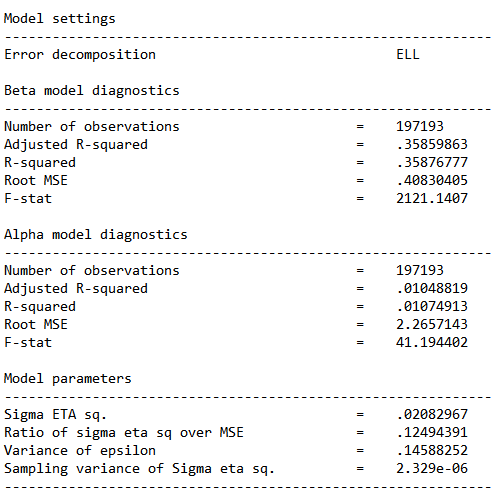 Model settings
-------------------------------------------------------------
Error decomposition                              ELL
Beta model diagnostics
-------------------------------------------------------------
Number of observations                      =    197193
Adjusted R-squared                          =    .35859863
R-squared                                   =    .35876777
Root MSE                                    =    .40830405
F-stat                                      =    2121.1407
Alpha model diagnostics
-------------------------------------------------------------
Number of observations                      =    197193
Adjusted R-squared                          =    .01048819
R-squared                                   =    .01074913
Root MSE                                    =    2.2657143
F-stat                                      =    41.194402
Model parameters
-------------------------------------------------------------
Sigma ETA sq.                               =    .02082967
Ratio of sigma eta sq over MSE              =    .12494391
Variance of epsilon                         =    .14588252
Sampling variance of Sigma eta sq.          =    2.329e-06
-------------------------------------------------------------